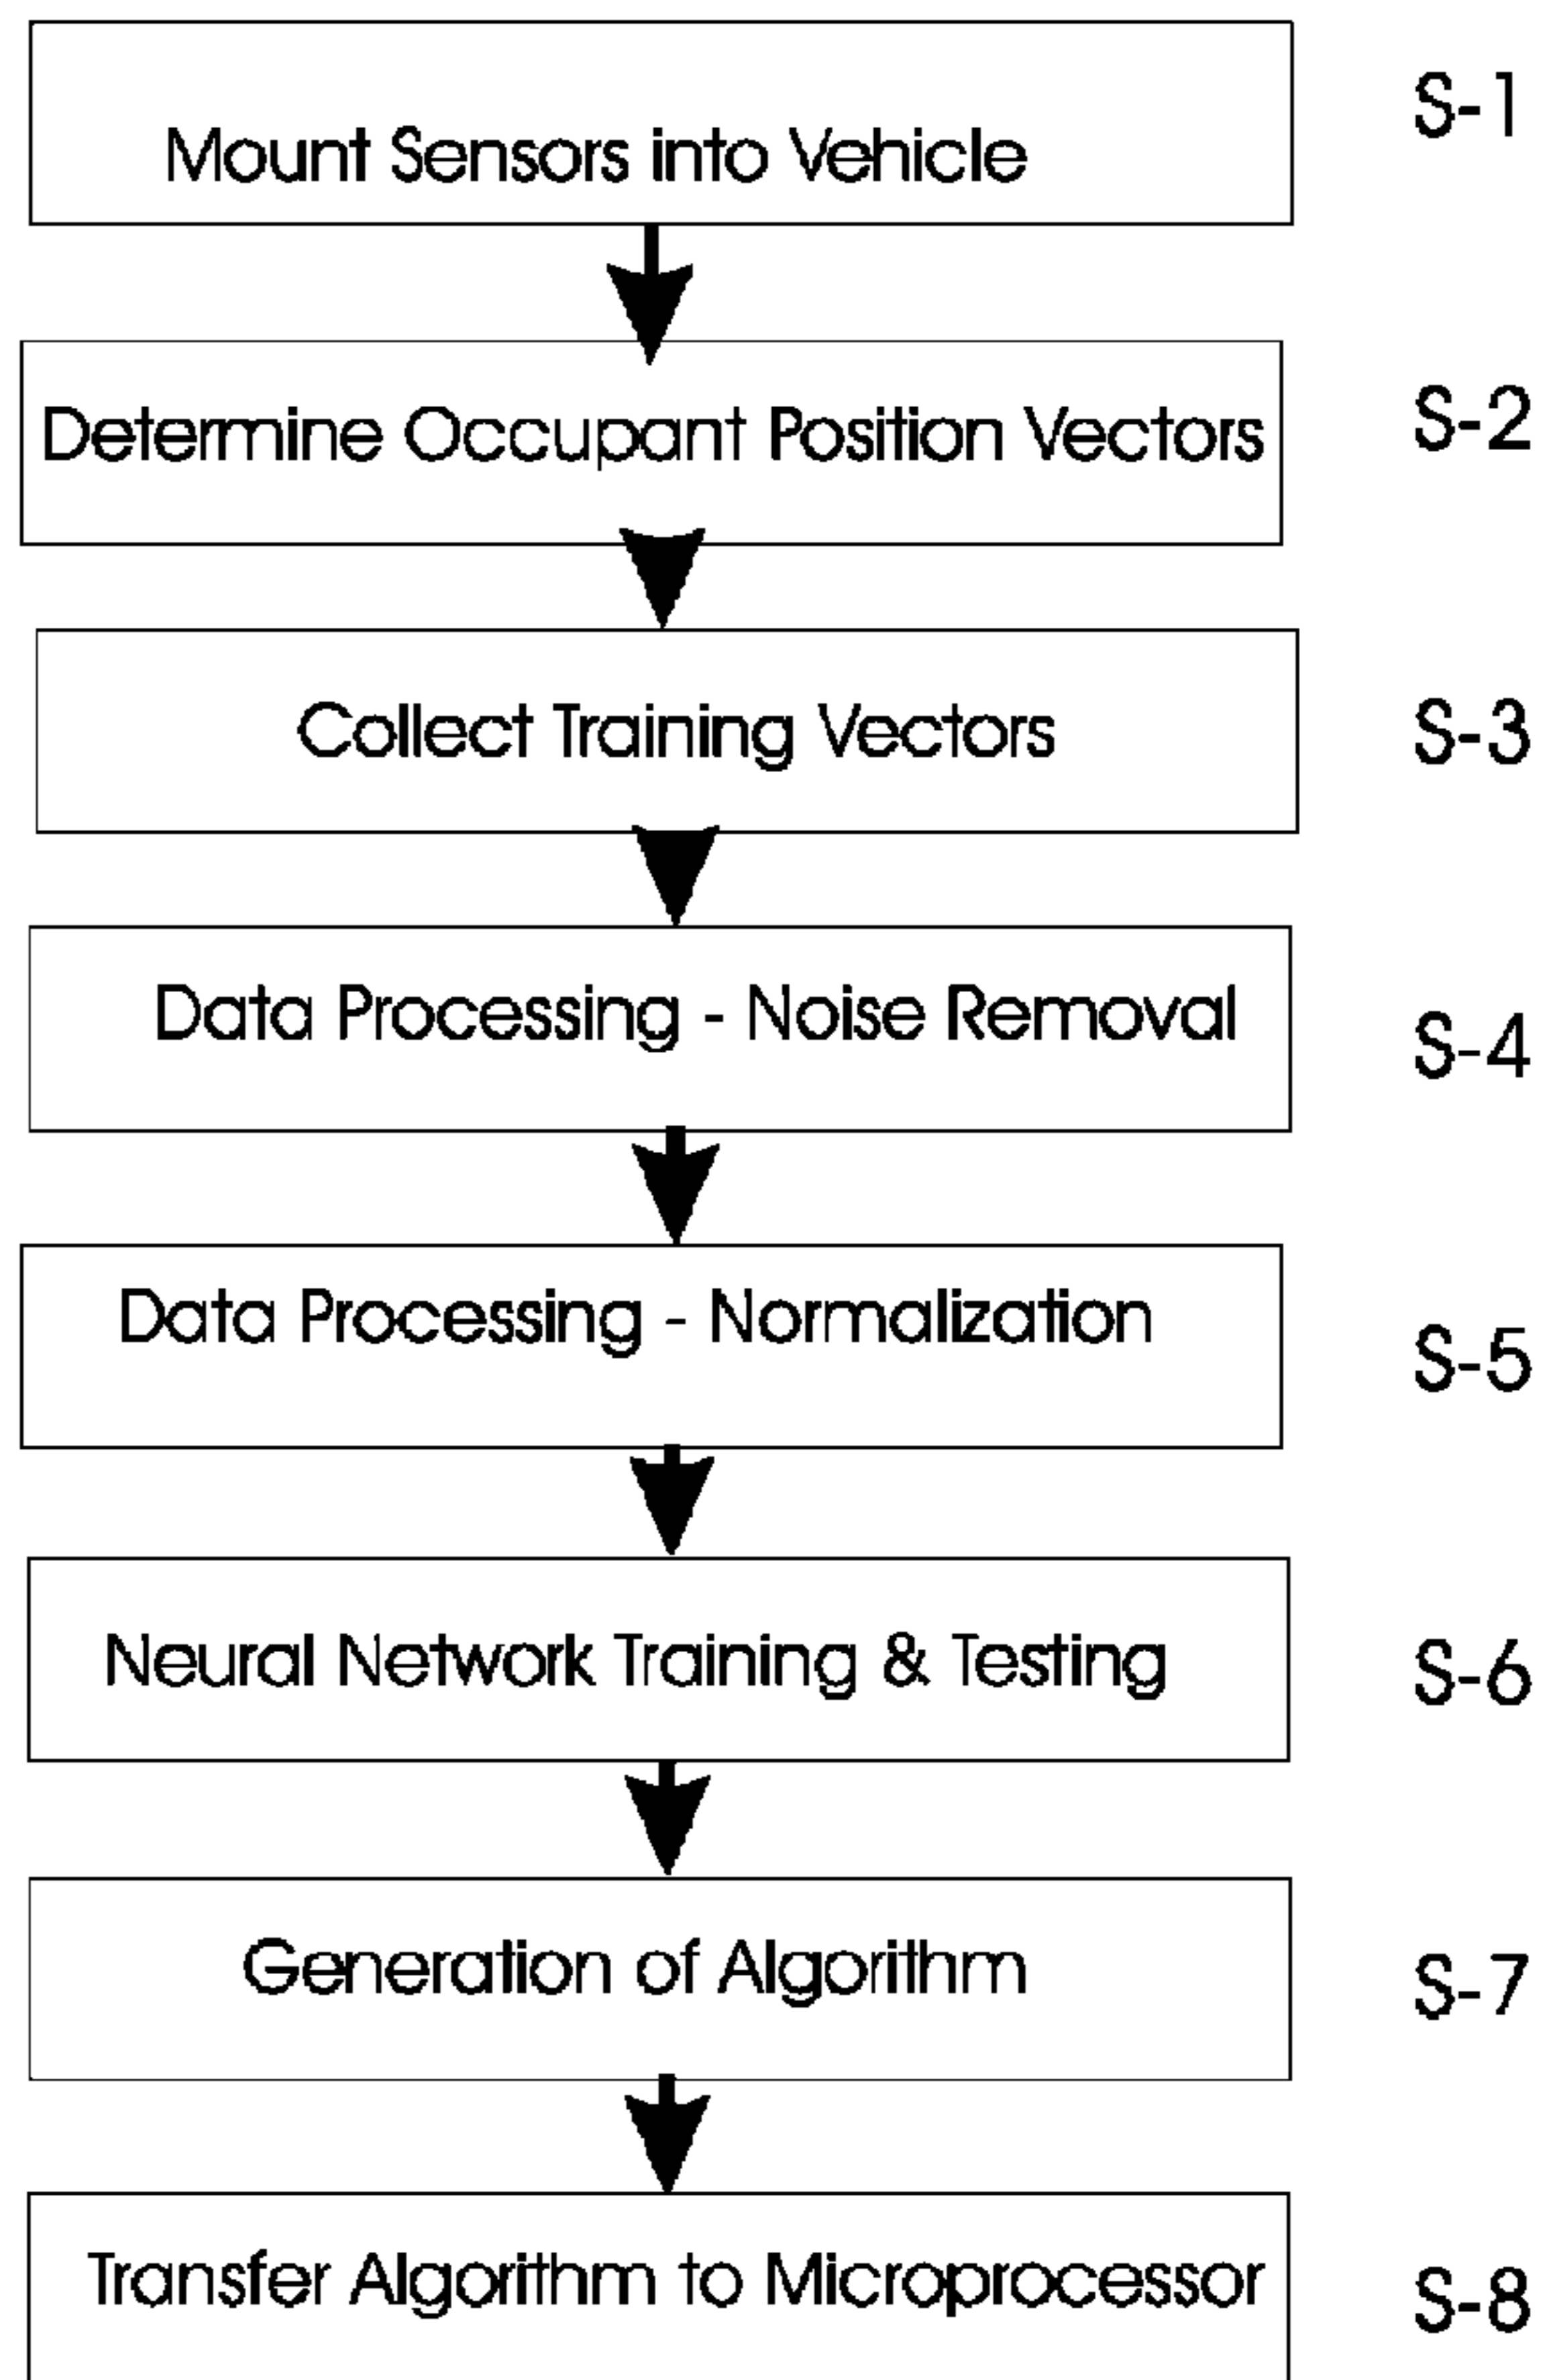 Mount Sensors into Vehicle S-1
Determine Occupant Position Vectors S-2
Collect Training Vectors S-3
Data Processing - Noise Removal S-4
Data Processing - Normalization S-5
Neural Network Training & Testing S-6
Generation of Algorithm S-7
Transfer Algorithm to Microprocessor S-8